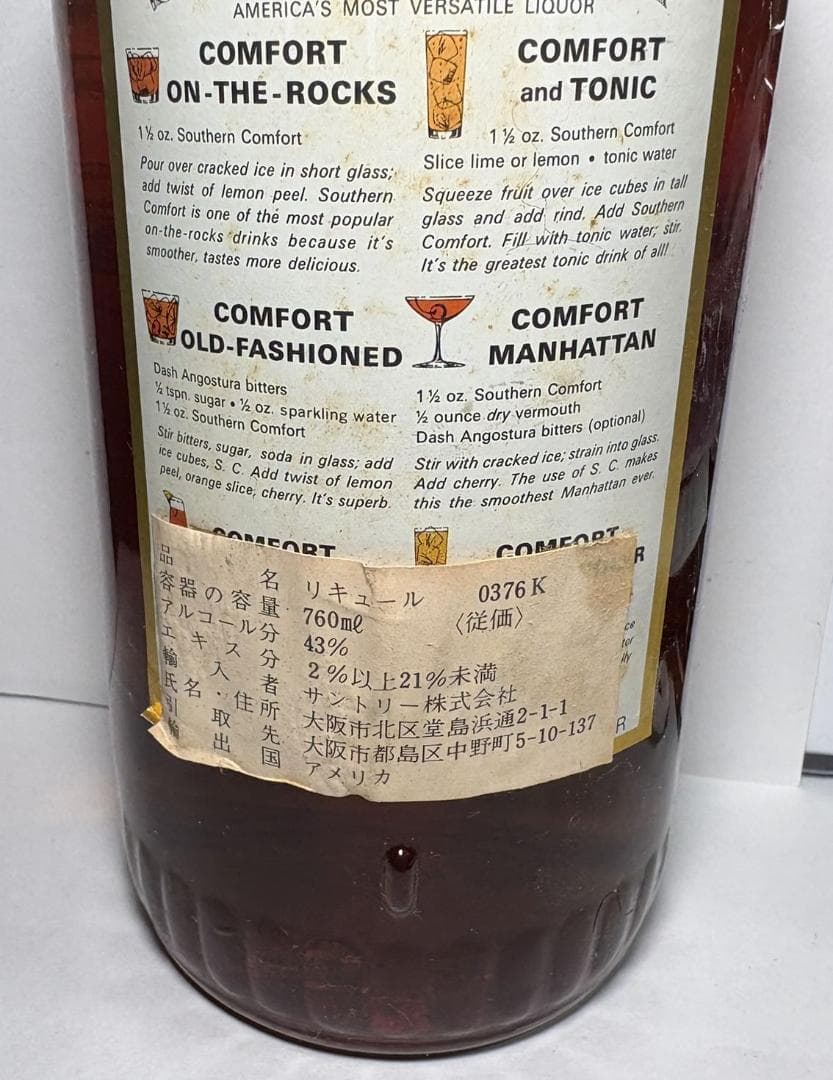 AMERICA'S MOST VERSATILE LIQUOR
COMFORT
ON-THE-ROCKS
1½ oz. Southern Comfort
Pour over cracked ice in short glass;
add twist of lemon peel. Southern
Comfort is one of the most popular
on-the-rocks drinks because it's
smoother, tastes more delicious.
COMFORT
and TONIC
1½ oz. Southern Comfort
Slice lime or lemon • tonic water
Squeeze fruit over ice cubes in tall
glass and add rind. Add Southern
Comfort. Fill with tonic water; stir.
It's the greatest tonic drink of all!
COMFORT
OLD-FASHIONED
Dash Angostura bitters
½ tspn. sugar • ½ oz. sparkling water
1½ oz. Southern Comfort
Stir bitters, sugar, soda in glass; add
ice cubes, S. C. Add twist of lemon
peel, orange slice, cherry. It's superb.
COMFORT
MANHATTAN
1½ oz. Southern Comfort
½ ounce dry vermouth
Dash Angostura bitters (optional)
Stir with cracked ice; strain into glass.
Add cherry. The use of S. C. makes
this the smoothest Manhattan ever.
COMFORT
COMFORT
R
品名 リキュール 0376K
容器の容量 760ml 〈従価〉
アルコール分 43%
エキス分 2%以上21%未満
輸入者 サントリー株式会社
氏名・住所 大阪市北区堂島浜通2-1-1
引取先 大阪市都島区中野町5-10-137
輸出国 アメリカ
R